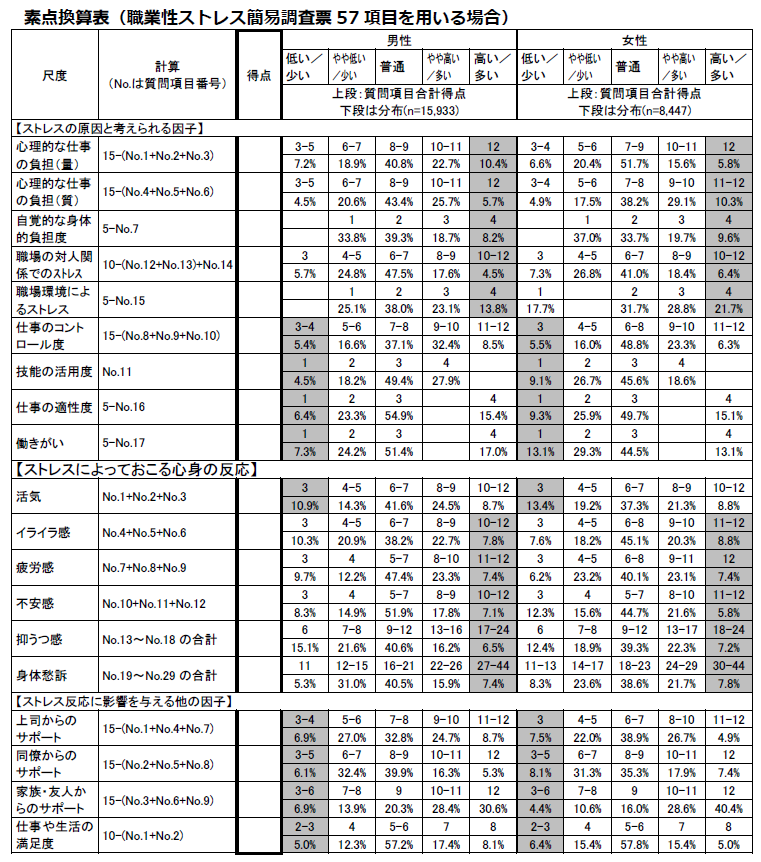 素点換算表（職業性ストレス簡易調査票 57 項目を用いる場合）
尺度 計算（No.は質問項目番号） 得点 男性 女性
低い／少い やや低い／少い 普通 やや高い／多い 高い／多い 低い／少い やや低い／少い 普通 やや高い／多い 高い／多い
上段：質問項目合計得点 上段：質問項目合計得点
下段は分布(n=15,933) 下段は分布(n=8,447)
【ストレスの原因と考えられる因子】
心理的な仕事の負担（量） 15-(No.1+No.2+No.3) 3-5 6-7 8-9 10-11 12 3-4 5-6 7-9 10-11 12
7.2% 18.9% 40.8% 22.7% 10.4% 6.6% 20.4% 51.7% 15.6% 5.8%
心理的な仕事の負担（質） 15-(No.4+No.5+No.6) 3-5 6-7 8-9 10-11 12 3-4 5-6 7-8 9-10 11-12
4.5% 20.6% 43.4% 25.7% 5.7% 4.9% 17.5% 38.2% 29.1% 10.3%
自覚的な身体的負担度 5-No.7 1 2 3 4 1 2 3 4
33.8% 39.3% 18.7% 8.2% 37.0% 33.7% 19.7% 9.6%
職場の対人関係でのストレス 10-(No.12+No.13)+No.14 3 4-5 6-7 8-9 10-12 3 4-5 6-7 8-9 10-12
5.7% 24.8% 47.5% 17.6% 4.5% 7.3% 26.8% 41.0% 18.4% 6.4%
職場環境によるストレス 5-No.15 1 2 3 4 1 2 3 4
25.1% 38.0% 23.1% 13.8% 17.7% 31.7% 28.8% 21.7%
仕事のコントロール度 15-(No.8+No.9+No.10) 3-4 5-6 7-8 9-10 11-12 3 4-5 6-8 9-10 11-12
5.4% 16.6% 37.1% 32.4% 8.5% 5.5% 16.0% 48.8% 23.3% 6.3%
技能の活用度 No.11 1 2 3 4 1 2 3 4
4.5% 18.2% 49.4% 27.9% 9.1% 26.7% 45.6% 18.6%
仕事の適性度 5-No.16 1 2 3 4 1 2 3 4
6.4% 23.3% 54.9% 15.4% 9.3% 25.9% 49.7% 15.1%
働きがい 5-No.17 1 2 3 4 1 2 3 4
7.3% 24.2% 51.4% 17.0% 13.1% 29.3% 44.5% 13.1%
【ストレスによっておこる心身の反応】
活気 No.1+No.2+No.3 3 4-5 6-7 8-9 10-12 3 4-5 6-7 8-9 10-12
10.9% 14.3% 41.6% 24.5% 8.7% 13.4% 19.2% 37.3% 21.3% 8.8%
イライラ感 No.4+No.5+No.6 3 4-5 6-7 8-9 10-12 3 4-5 6-8 9-10 11-12
10.3% 20.9% 38.2% 22.7% 7.8% 7.6% 18.2% 45.1% 20.3% 8.8%
疲労感 No.7+No.8+No.9 3 4 5-7 8-10 11-12 3 4-5 6-8 9-11 12
9.7% 12.2% 47.4% 23.3% 7.4% 6.2% 23.2% 40.1% 23.1% 7.4%
不安感 No.10+No.11+No.12 3 4 5-7 8-9 10-12 3 4 5-7 8-10 11-12
8.3% 14.9% 51.9% 17.8% 7.1% 12.3% 15.6% 44.7% 21.6% 5.8%
抑うつ感 No.13～No.18 の合計 6 7-8 9-12 13-16 17-24 6 7-8 9-12 13-17 18-24
15.1% 21.6% 40.6% 16.2% 6.5% 12.4% 18.9% 39.3% 22.3% 7.2%
身体愁訴 No.19～No.29 の合計 11 12-15 16-21 22-26 27-44 11-13 14-17 18-23 24-29 30-44
5.3% 31.0% 40.5% 15.9% 7.4% 8.3% 23.6% 38.6% 21.7% 7.8%
【ストレス反応に影響を与える他の因子】
上司からのサポート 15-(No.1+No.4+No.7) 3-4 5-6 7-8 9-10 11-12 3 4-5 6-7 8-10 11-12
6.9% 27.0% 32.8% 24.7% 8.7% 7.5% 22.0% 38.9% 26.7% 4.9%
同僚からのサポート 15-(No.2+No.5+No.8) 3-5 6-7 8-9 10-11 12 3-5 6-7 8-9 10-11 12
6.1% 32.4% 39.9% 16.3% 5.3% 8.1% 31.3% 35.3% 17.9% 7.4%
家族・友人からのサポート 15-(No.3+No.6+No.9) 3-6 7-8 9 10-11 12 3-6 7-8 9 10-11 12
6.9% 13.9% 20.3% 28.4% 30.6% 4.4% 10.6% 16.0% 28.6% 40.4%
仕事や生活の満足度 10-(No.1+No.2) 2-3 4 5-6 7 8 2-3 4 5-6 7 8
5.0% 12.3% 57.2% 17.4% 8.1% 6.4% 15.4% 57.8% 15.4% 5.0%